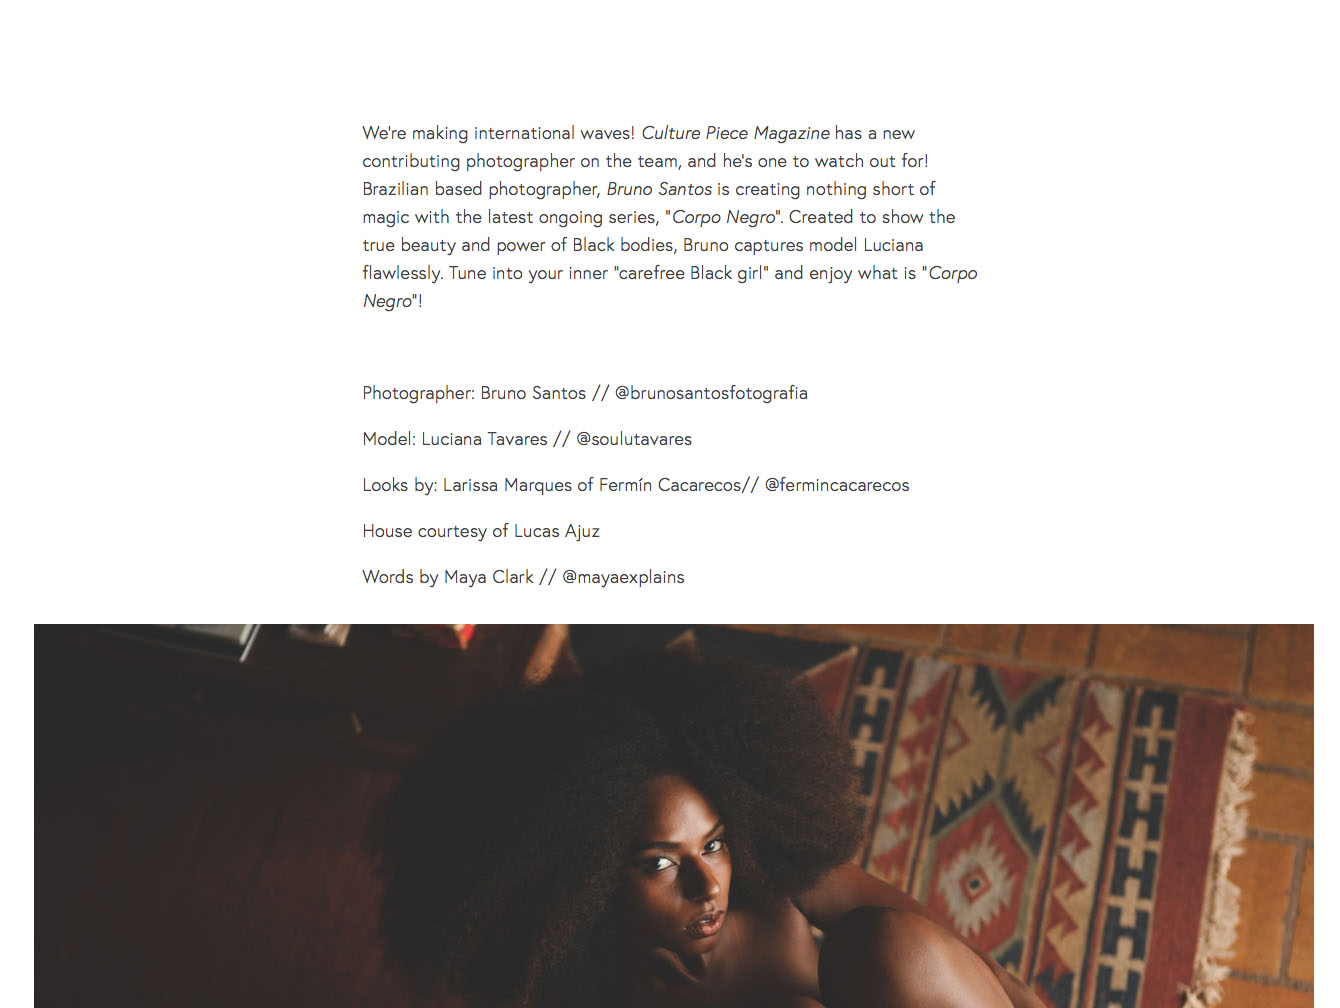 We're making international waves! Culture Piece Magazine has a new
contributing photographer on the team, and he's one to watch out for!
Brazilian based photographer, Bruno Santos is creating nothing short of
magic with the latest ongoing series, "Corpo Negro". Created to show the
true beauty and power of Black bodies, Bruno captures model Luciana
flawlessly. Tune into your inner "carefree Black girl" and enjoy what is "Corpo
Negro"!
Photographer: Bruno Santos // @brunosantosfotografia
Model: Luciana Tavares // @soulutavares
Looks by: Larissa Marques of Fermín Cacarecos// @fermincacarecos
House courtesy of Lucas Ajuz
Words by Maya Clark // @mayaexplains